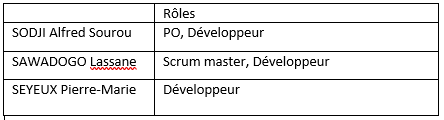 Rôles
SODJI Alfred Sourou PO, Développeur
SAWADOGO Lassane Scrum master, Développeur
SEYEUX Pierre-Marie Développeur